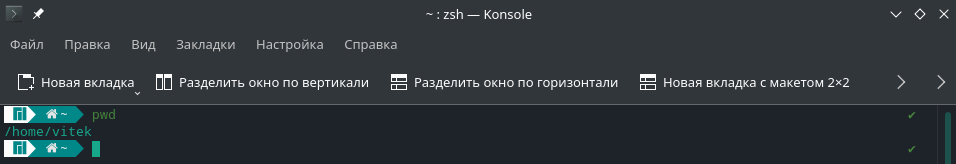 ~ : zsh — Konsole
Файл Правка Вид Закладки Настройка Справка
Новая вкладка Разделить окно по вертикали Разделить окно по горизонтали Новая вкладка с макетом 2×2
~ pwd ✔
/home/vitek
~ ✔